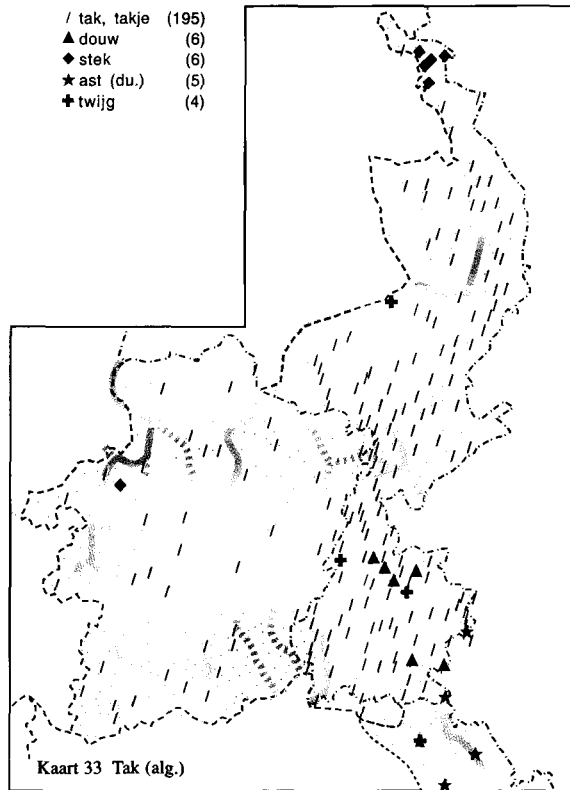 / tak, takje (195)
▲ douw (6)
◆ stek (6)
★ ast (du.) (5)
✚ twijg (4)
Kaart 33 Tak (alg.)